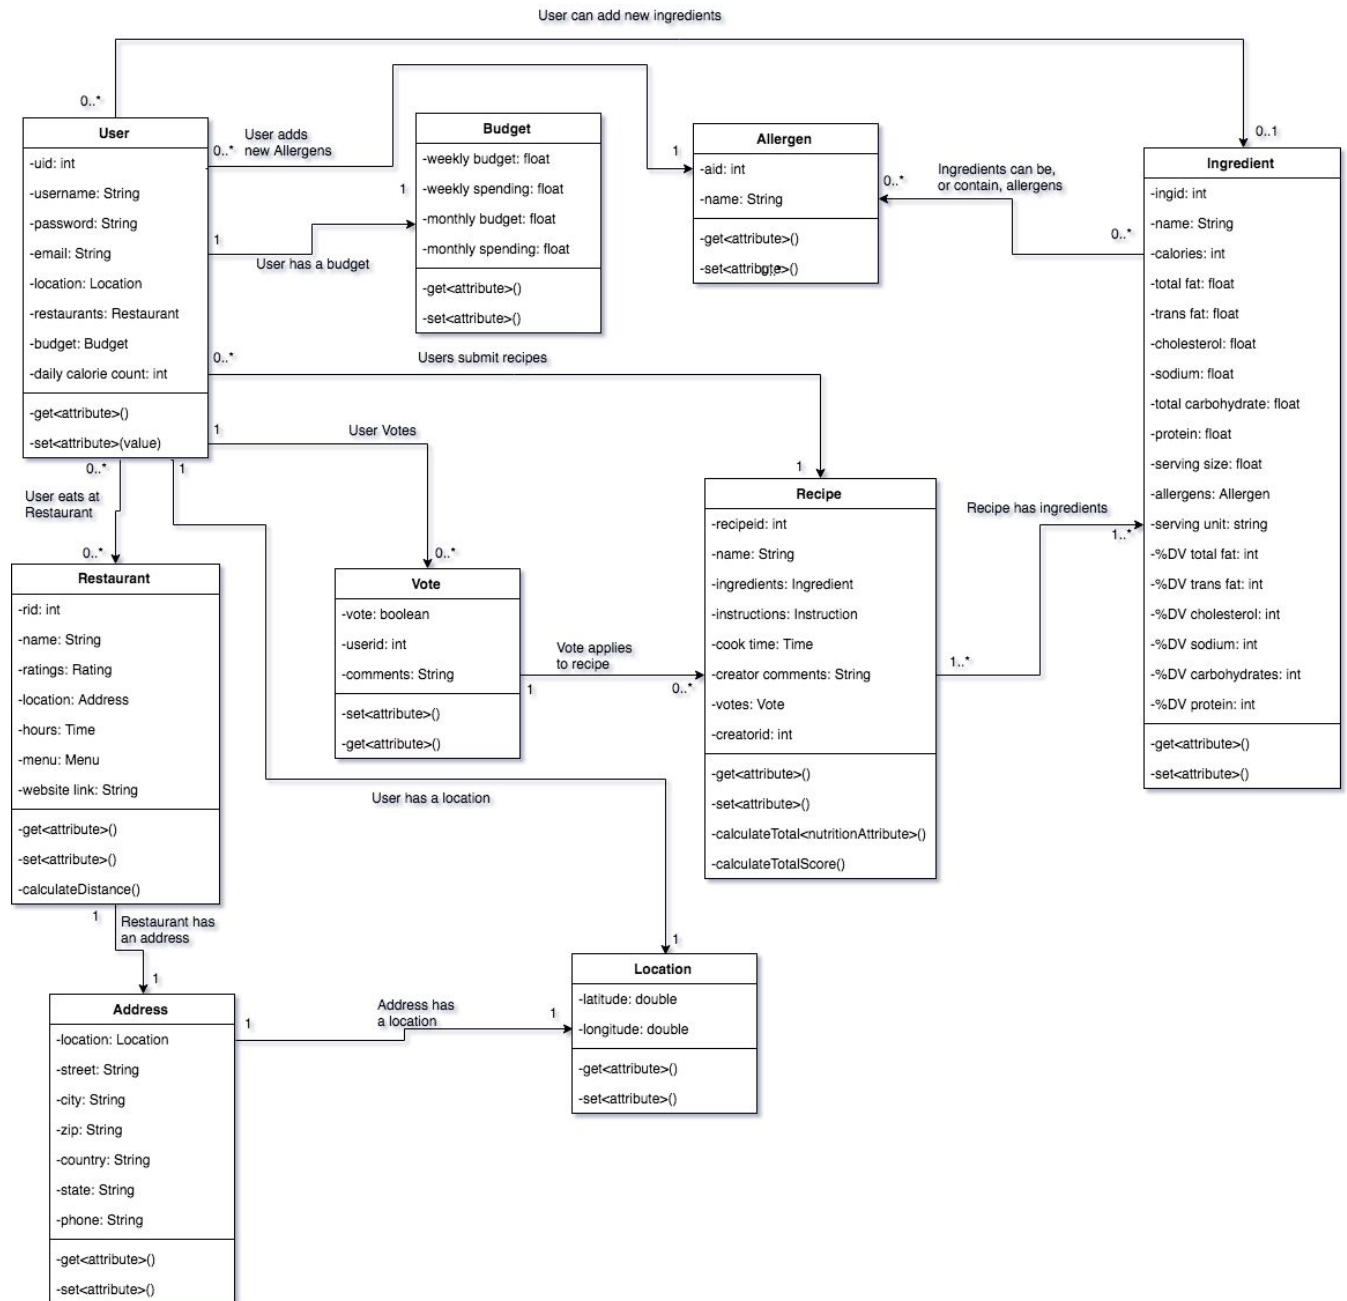 User can add new ingredients
0..*
0..1
User
-uid: int
-username: String
-password: String
-email: String
-location: Location
-restaurants: Restaurant
-budget: Budget
-daily calorie count: int
-get<attribute>()
-set<attribute>(value)
0..*
User adds
new Allergens
1
1
1
User has a budget
Budget
-weekly budget: float
-weekly spending: float
-monthly budget: float
-monthly spending: float
-get<attribute>()
-set<attribute>()
Allergen
-aid: int
-name: String
-get<attribute>()
-set<attribute>()
0..*
Ingredients can be,
or contain, allergens
0..*
Ingredient
-ingid: int
-name: String
-calories: int
-total fat: float
-trans fat: float
-cholesterol: float
-sodium: float
-total carbohydrate: float
-protein: float
-serving size: float
-allergens: Allergen
-serving unit: string
-%DV total fat: int
-%DV trans fat: int
-%DV cholesterol: int
-%DV sodium: int
-%DV carbohydrates: int
-%DV protein: int
-get<attribute>()
-set<attribute>()
0..*
Users submit recipes
1
1
User Votes
0..*
0..*
1
User eats at
Restaurant
0..*
Restaurant
-rid: int
-name: String
-ratings: Rating
-location: Address
-hours: Time
-menu: Menu
-website link: String
-get<attribute>()
-set<attribute>()
-calculateDistance()
Vote
-vote: boolean
-userid: int
-comments: String
-set<attribute>()
-get<attribute>()
Vote applies
to recipe
1
0..*
Recipe
-recipeid: int
-name: String
-ingredients: Ingredient
-instructions: Instruction
-cook time: Time
-creator comments: String
-votes: Vote
-creatorid: int
-get<attribute>()
-set<attribute>()
-calculateTotal<nutritionAttribute>()
-calculateTotalScore()
Recipe has ingredients
1..*
1..*
User has a location
1
1
Restaurant has
an address
1
Address
-location: Location
-street: String
-city: String
-zip: String
-country: String
-state: String
-phone: String
-get<attribute>()
-set<attribute>()
1
Address has
a location
1
Location
-latitude: double
-longitude: double
-get<attribute>()
-set<attribute>()